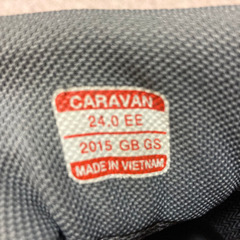 CARAVAN
24.0 EE
2015 GB GS
MADE IN VIETNAM